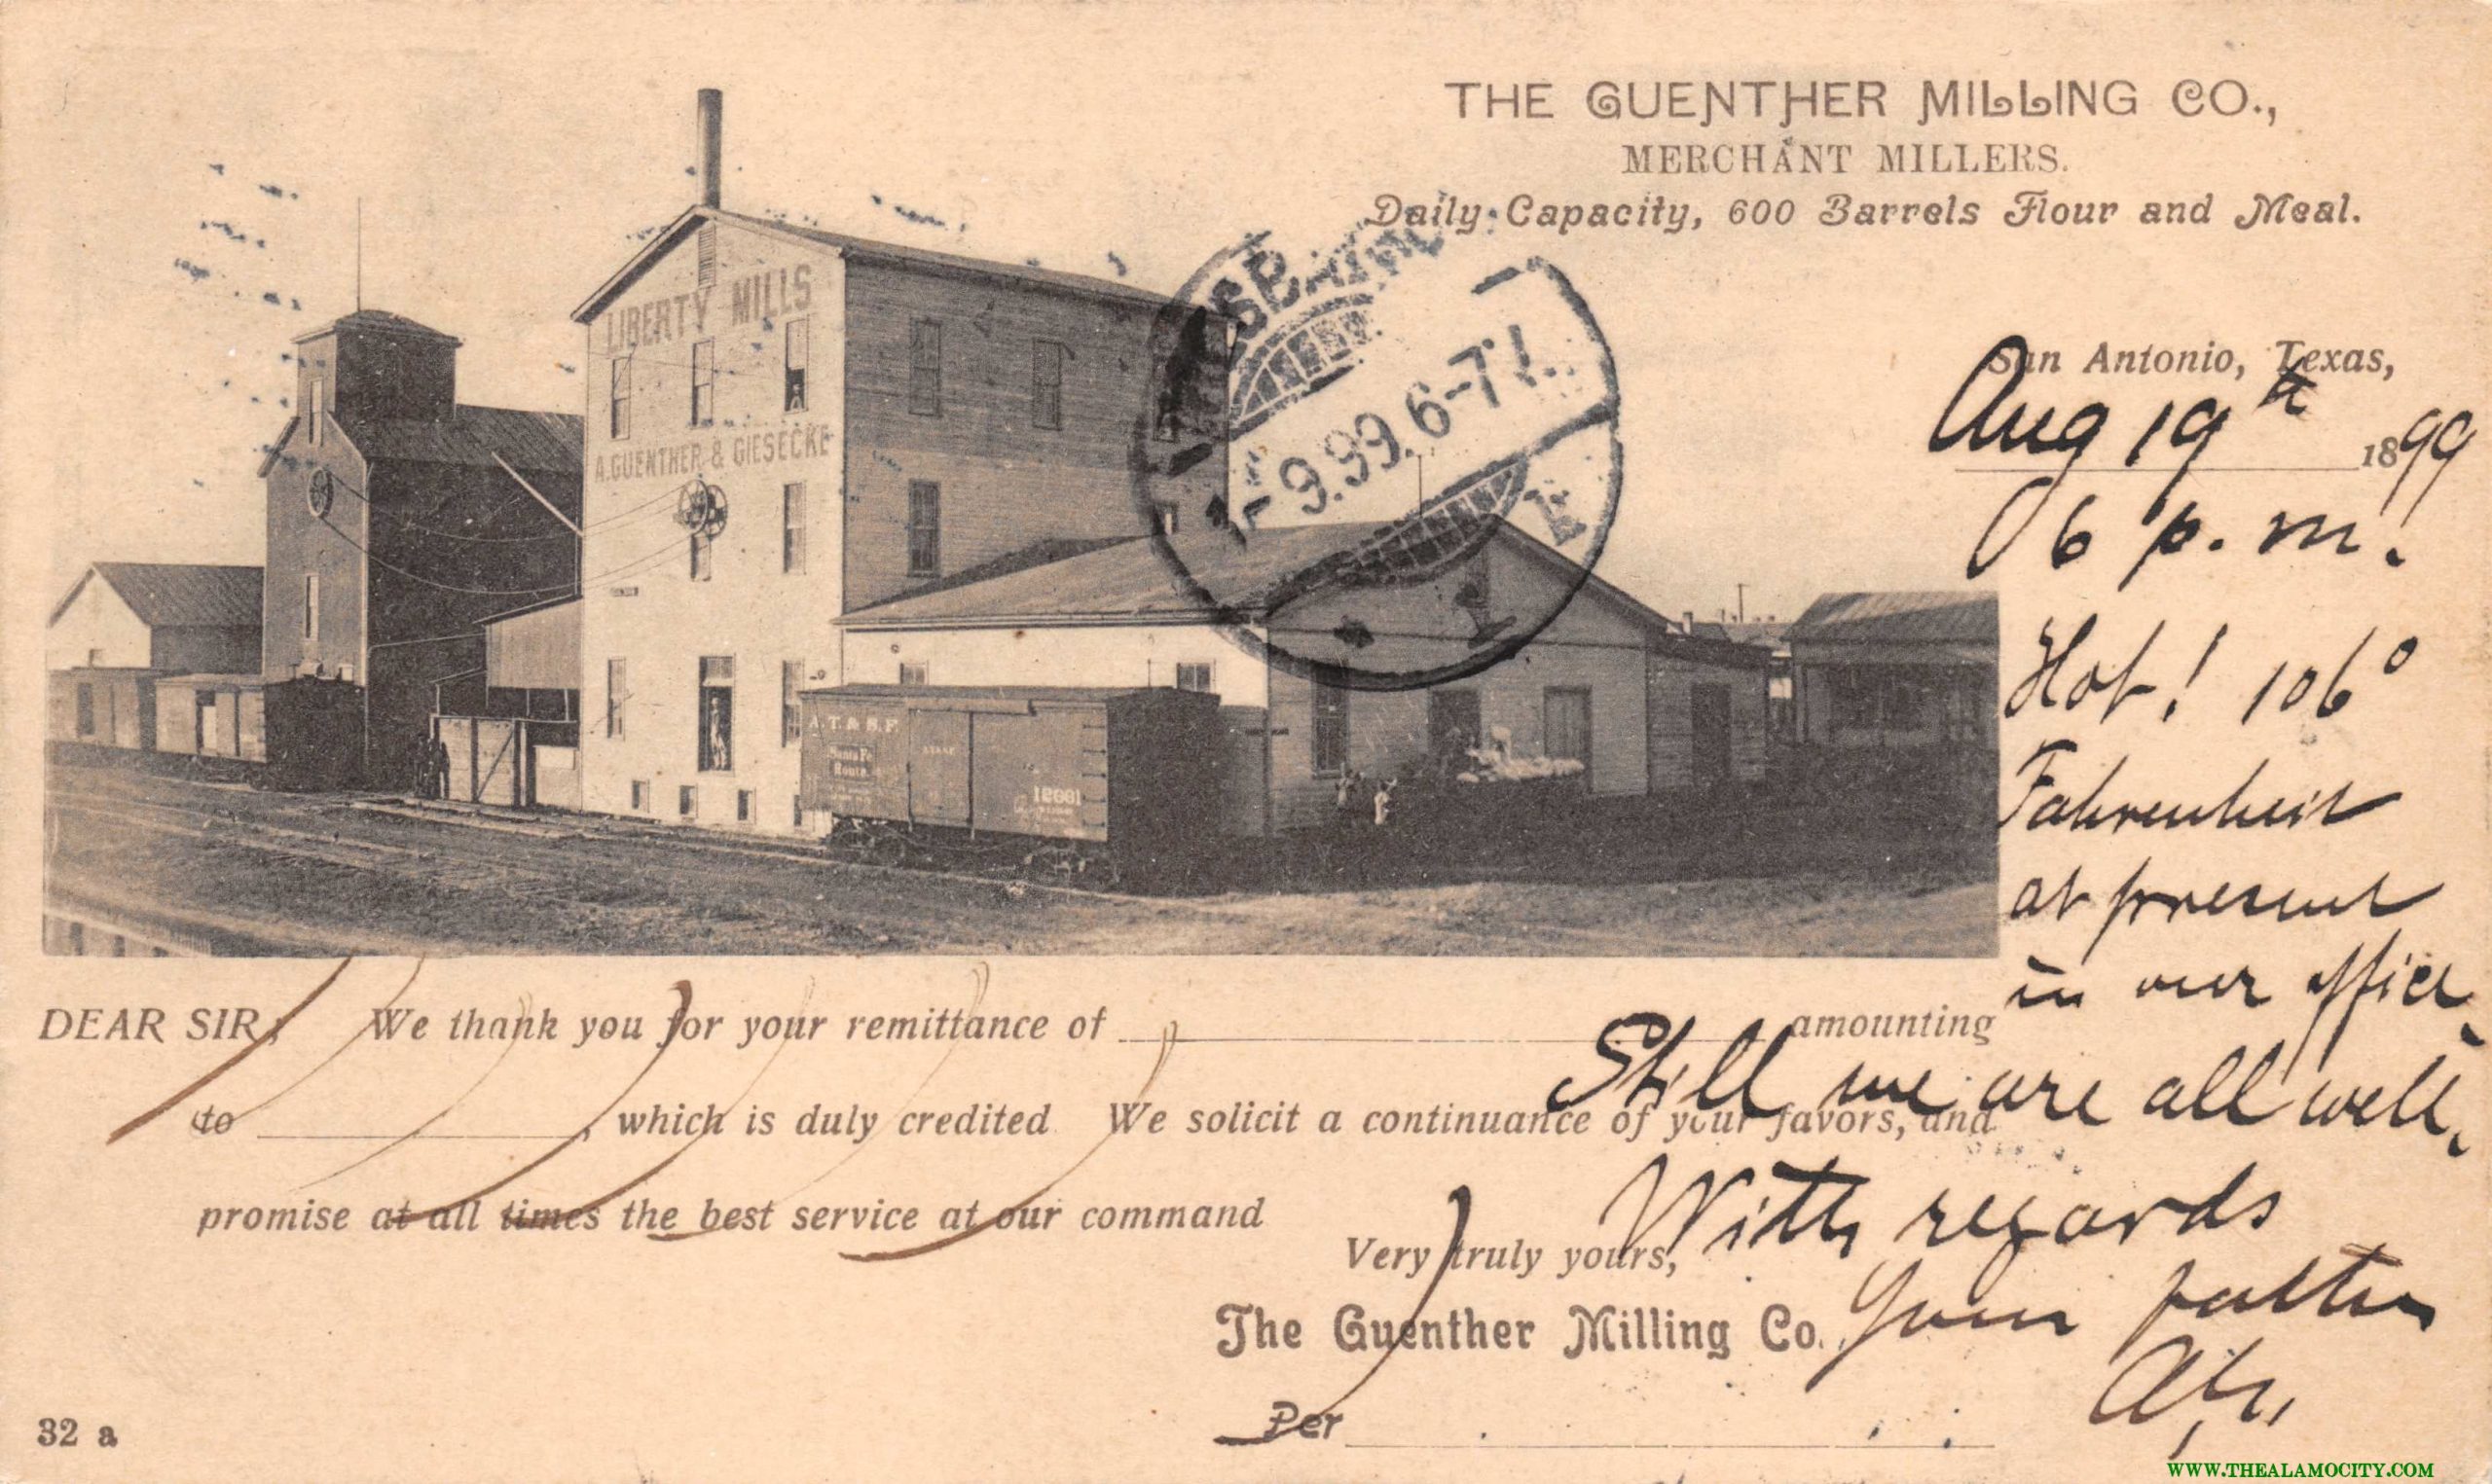 THE GUENTHER MILLING CO.,
MERCHANT MILLERS.
Daily Capacity, 600 Barrels Flour and Meal.
LIBERTY MILLS
A. GUENTHER & GIESECKE
9.99. 6-7
San Antonio, Texas,
Aug 19th 1899
6 p. m.
Hot! 106°
Fahrenheit
at present
in our office.
Still we are all well.
With regards
Your father
A.T. & S.F.
Santa Fe
Route
DEAR SIR; We thank you for your remittance of amounting
to , which is duly credited We solicit a continuance of your favors, and
promise at all times the best service at our command
Very truly yours,
The Guenther Milling Co.
Per
32 a
WWW.THEALAMOCITY.COM